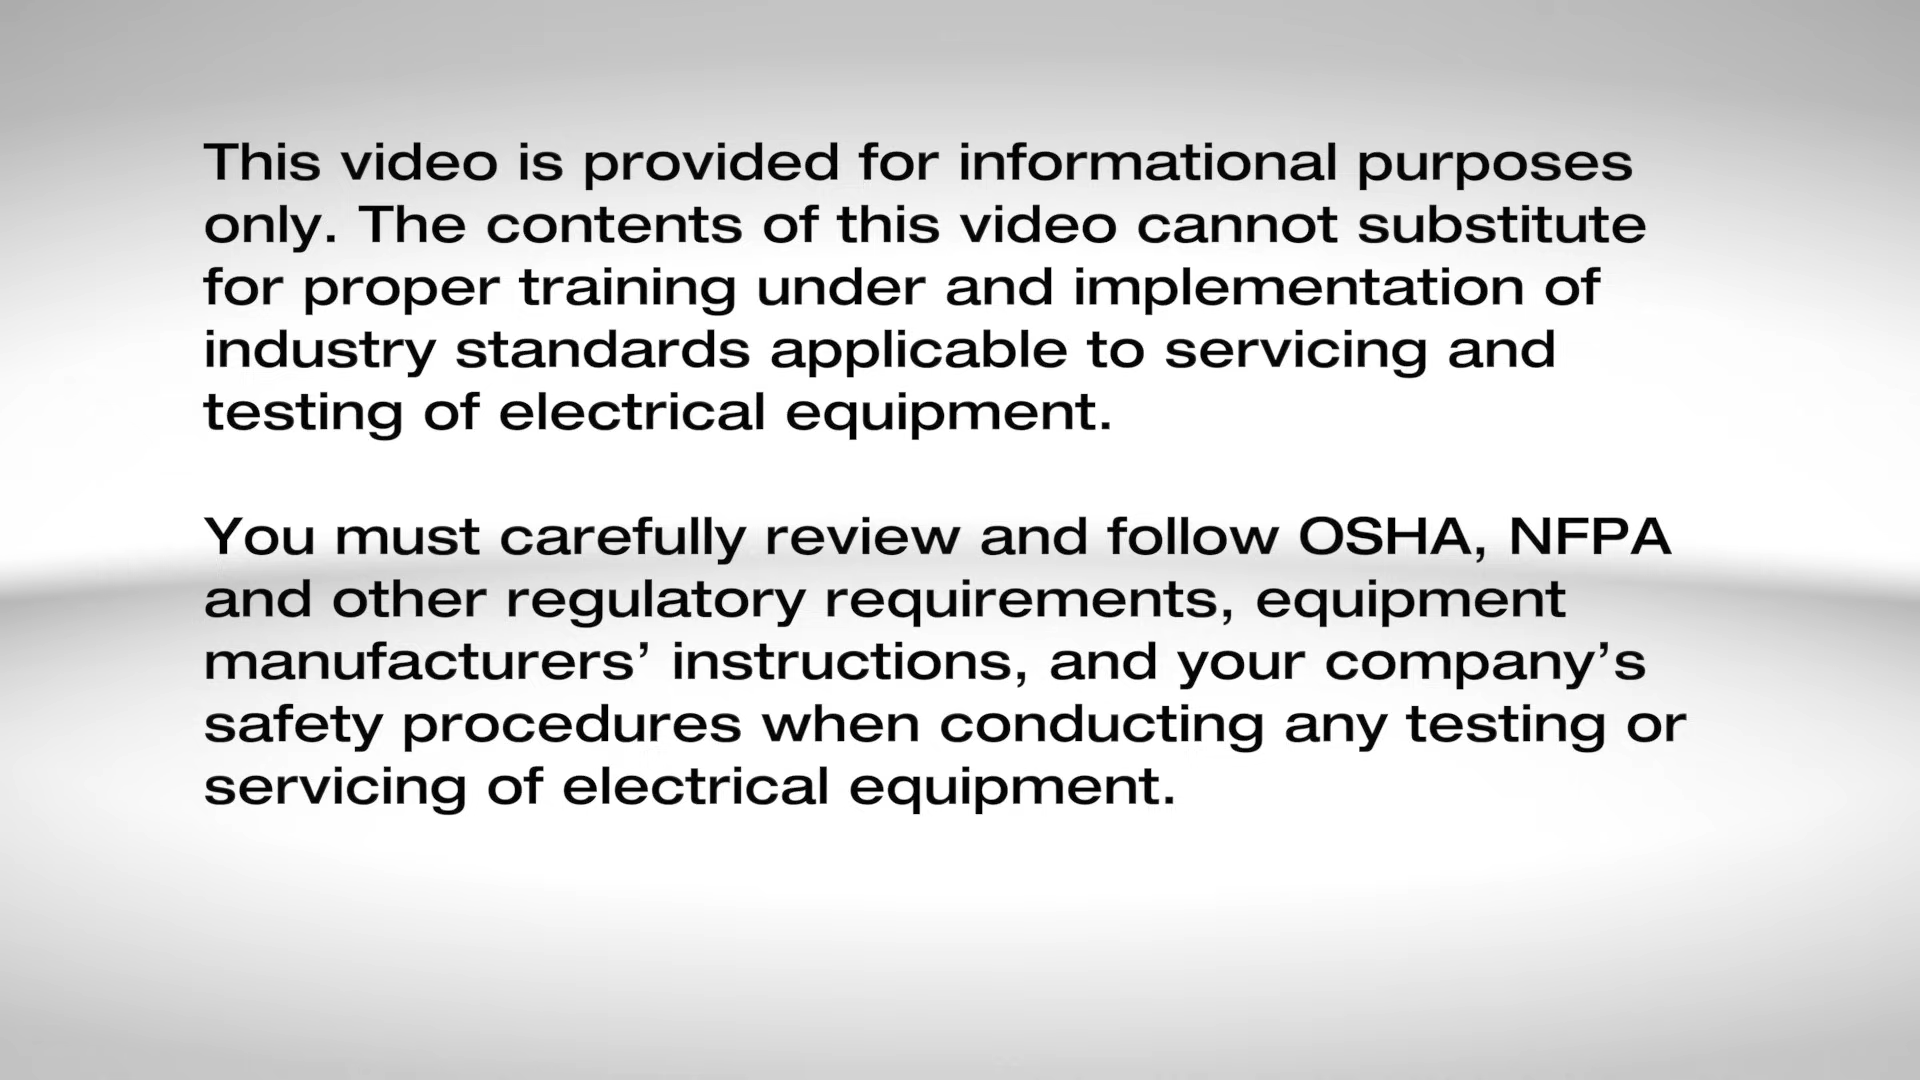 This video is provided for informational purposes
only. The contents of this video cannot substitute
for proper training under and implementation of
industry standards applicable to servicing and
testing of electrical equipment.
You must carefully review and follow OSHA, NFPA
and other regulatory requirements, equipment
manufacturers’ instructions, and your company’s
safety procedures when conducting any testing or
servicing of electrical equipment.